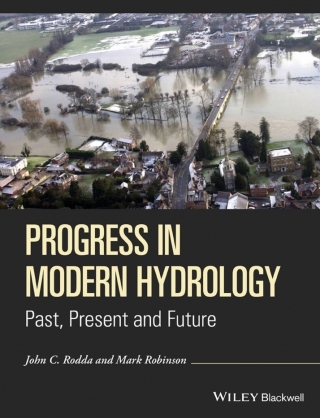 PROGRESS IN
MODERN HYDROLOGY
Past, Present and Future
John C. Rodda and Mark Robinson
WILEY Blackwell